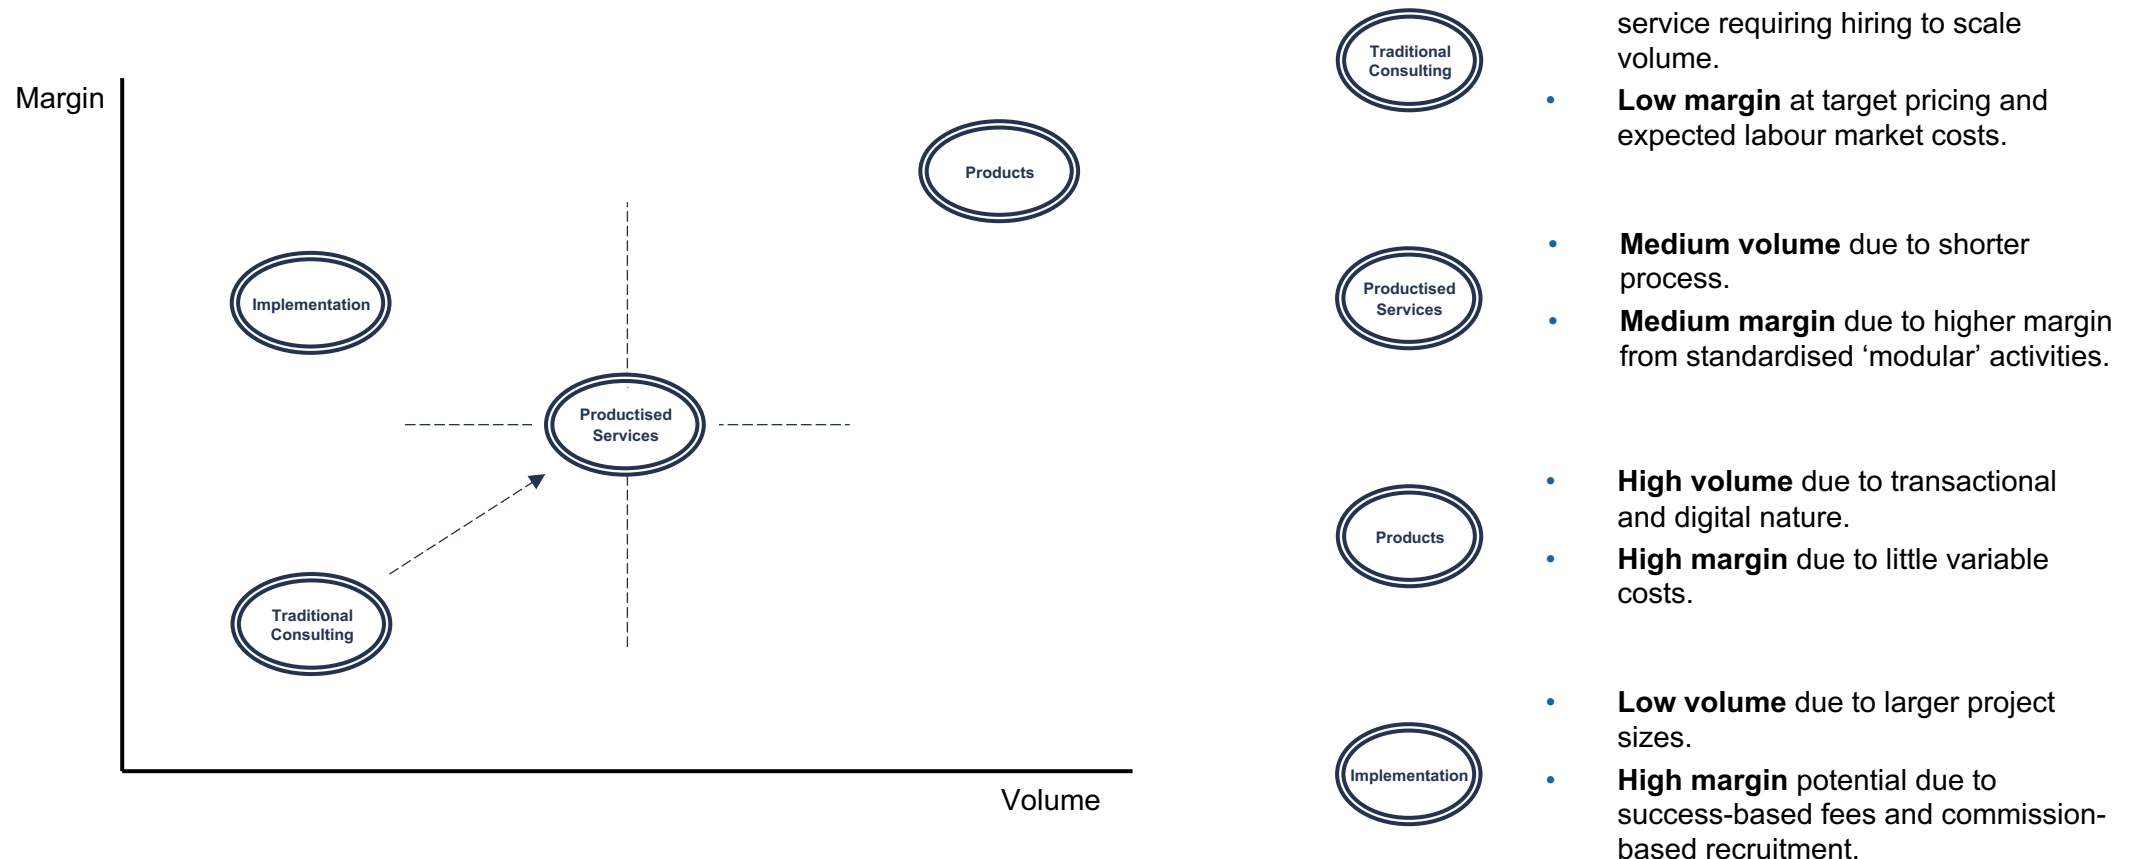 Margin
Products
Implementation
Productised
Services
Traditional
Consulting
Volume
Traditional
Consulting
service requiring hiring to scale
volume.
• Low margin at target pricing and
expected labour market costs.
Productised
Services
• Medium volume due to shorter
process.
• Medium margin due to higher margin
from standardised ‘modular’ activities.
Products
• High volume due to transactional
and digital nature.
• High margin due to little variable
costs.
Implementation
• Low volume due to larger project
sizes.
• High margin potential due to
success-based fees and commission-
based recruitment.